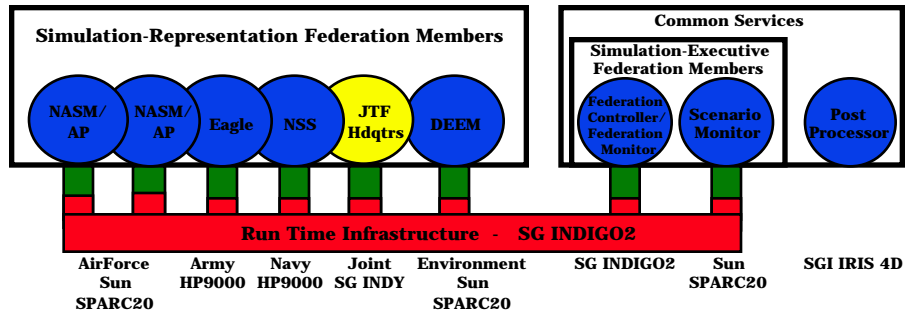 Simulation-Representation Federation Members
NASM/
AP
NASM/
AP
Eagle
NSS
JTF
Hdqtrs
DEEM
Common Services
Simulation-Executive
Federation Members
Federation
Controller/
Federation
Monitor
Scenario
Monitor
Post
Processor
Run Time Infrastructure - SG INDIGO2
AirForce
Sun
SPARC20
Army
HP9000
Navy
HP9000
Joint
SG INDY
Environment
Sun
SPARC20
SG INDIGO2
Sun
SPARC20
SGI IRIS 4D